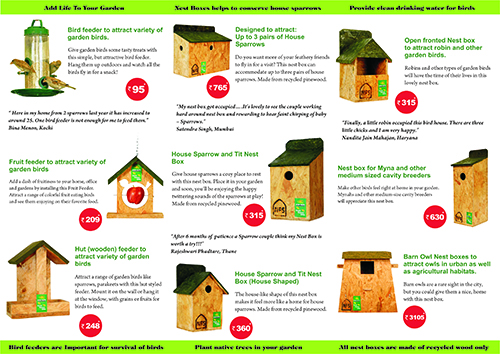 Add Life To Your Garden
Bird feeder to attract variety of
garden birds.
Give garden birds some tasty treats with
this simple, but attractive bird feeder.
Hang them up outdoors and watch all the
birds fly in for a snack!
₹95
"Here in my home from 2 sparrows last year it has increased to
around 25. One bird feeder is not enough for me to feed them."
Bina Menon, Kochi
Fruit feeder to attract variety of
garden birds
Add a dash of fruitiness to your home, office
and gardens by installing this Fruit Feeder.
Attract a range of colorful fruit eating birds
and see them enjoying on their favorite food.
₹209
Hut (wooden) feeder to
attract variety of garden
birds
Attract a range of garden birds like
sparrows, parakeets with this hut styled
feeder. Mount it on the wall or hang it
at the window, with grains or fruits for
birds to feed.
₹248
Bird feeders are Important for survival of birds
Nest Boxes helps to conserve house sparrows
Designed to attract:
Up to 3 pairs of House
Sparrows
Do you want more of your feathery friends
to fly in for a visit? This nest box can
accommodate up to three pairs of house
sparrows. Made from recycled pinewood.
₹765
"My nest box got occupied... It's lovely to see the couple working
hard around nest and rewarding to hear faint chirping of baby
- Sparrows."
Satendra Singh, Mumbai
House Sparrow and Tit Nest
Box
Give house sparrows a cozy place to rest
with this nest box. Place it in your garden
and soon, you'll be enjoying the happy
twittering sounds of the sparrows at play!
Made from recycled pinewood.
₹315
"After 6 months of patience a Sparrow couple think my Nest Box is
worth a try!!!"
Rajeshwari Phadture, Thane
House Sparrow and Tit Nest
Box (House Shaped)
The house-like shape of this nest box
makes it feel more like a home for house
sparrows. Made from recycled pinewood.
₹360
Plant native trees in your garden
Provide clean drinking water for birds
Open fronted Nest box
to attract robin and other
garden birds.
Robins and other types of garden birds
will have the time of their lives in this
lovely nest box.
₹315
"Finally, a little robin occupied this bird house. There are three
little chicks and I am very happy."
Nandita Jain Mahajan, Haryana
Nest box for Myna and other
medium sized cavity breeders
Make other birds feel right at home in your garden.
Mynahs and other medium-size cavity breeders
will appreciate this nest box.
₹630
Barn Owl Nest boxes to
attract owls in urban as well
as agricultural habitats.
Barn owls are a rare sight in the city,
but you could give them a nice, home
with this nest box.
₹3105
All nest boxes are made of recycled wood only